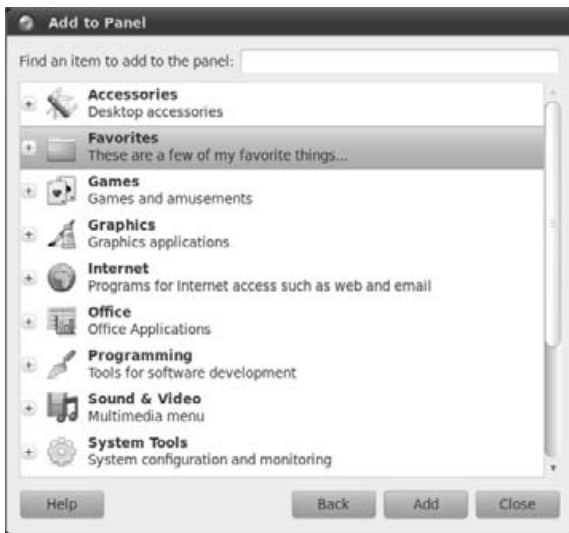 Add to Panel
Find an item to add to the panel:
Accessories
Desktop accessories
Favorites
These are a few of my favorite things...
Games
Games and amusements
Graphics
Graphics applications
Internet
Programs for Internet access such as web and email
Office
Office Applications
Programming
Tools for software development
Sound & Video
Multimedia menu
System Tools
System configuration and monitoring
Help Back Add Close